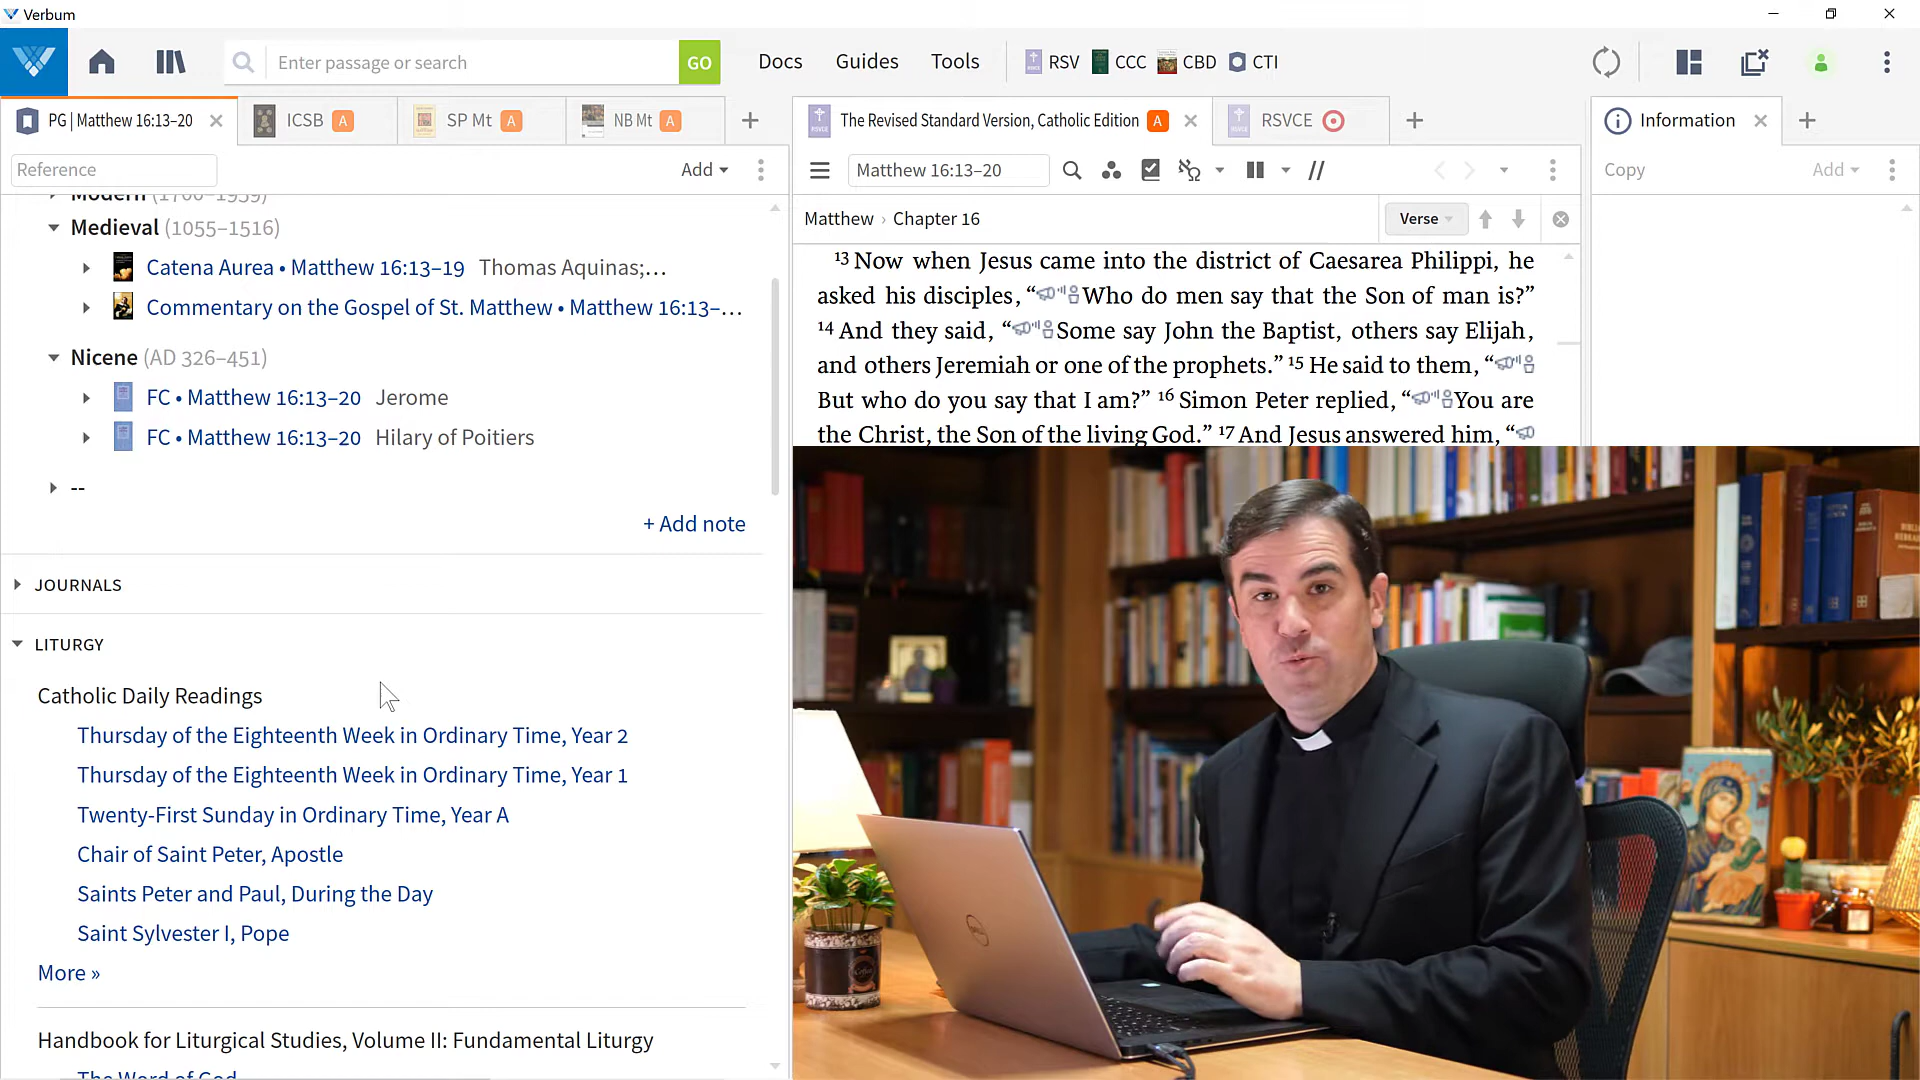 Verbum
Enter passage or search
GO
Docs
Guides
Tools
RSV
CCC
CBD
CTI
PG | Matthew 16:13–20
ICSB A
SP Mt A
NB Mt A
The Revised Standard Version, Catholic Edition A
RSVCE
Information
Reference
Add
Matthew 16:13–20
Copy
Add
Modern (1700–1959)
Medieval (1055–1516)
Catena Aurea • Matthew 16:13–19 Thomas Aquinas;…
Commentary on the Gospel of St. Matthew • Matthew 16:13–…
Nicene (AD 326–451)
FC • Matthew 16:13–20 Jerome
FC • Matthew 16:13–20 Hilary of Poitiers
--
+ Add note
JOURNALS
LITURGY
Catholic Daily Readings
Thursday of the Eighteenth Week in Ordinary Time, Year 2
Thursday of the Eighteenth Week in Ordinary Time, Year 1
Twenty-First Sunday in Ordinary Time, Year A
Chair of Saint Peter, Apostle
Saints Peter and Paul, During the Day
Saint Sylvester I, Pope
More »
Handbook for Liturgical Studies, Volume II: Fundamental Liturgy
The Word of God
Matthew › Chapter 16
Verse
13 Now when Jesus came into the district of Caesarea Philippi, he
asked his disciples, “Who do men say that the Son of man is?”
14 And they said, “Some say John the Baptist, others say Elijah,
and others Jeremiah or one of the prophets.” 15 He said to them, “
But who do you say that I am?” 16 Simon Peter replied, “You are
the Christ, the Son of the living God.” 17 And Jesus answered him, “
DELL
Coffee